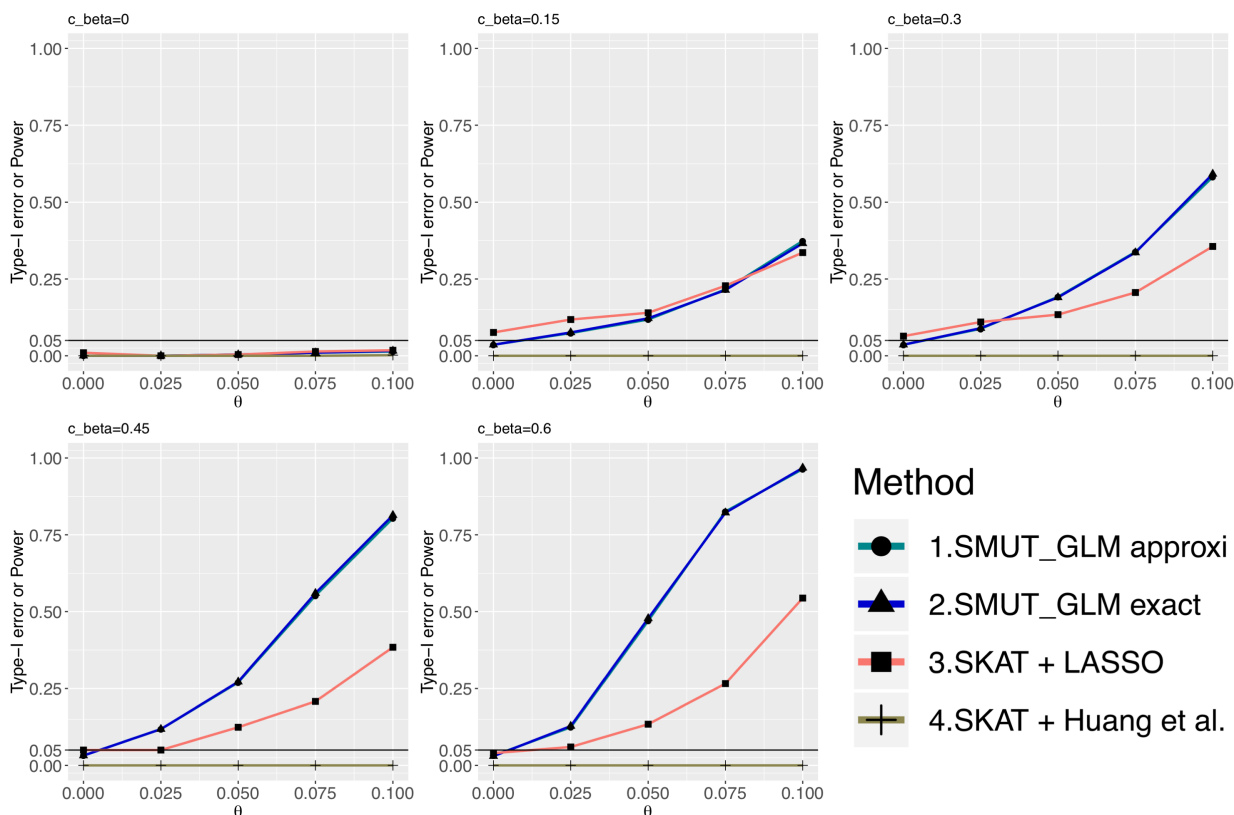 c_beta=0
Type−I error or Power
1.00
0.75
0.50
0.25
0.05
0.00
0.000 0.025 0.050 0.075 0.100
θ
c_beta=0.15
Type−I error or Power
1.00
0.75
0.50
0.25
0.05
0.00
0.000 0.025 0.050 0.075 0.100
θ
c_beta=0.3
Type−I error or Power
1.00
0.75
0.50
0.25
0.05
0.00
0.000 0.025 0.050 0.075 0.100
θ
c_beta=0.45
Type−I error or Power
1.00
0.75
0.50
0.25
0.05
0.00
0.000 0.025 0.050 0.075 0.100
θ
c_beta=0.6
Type−I error or Power
1.00
0.75
0.50
0.25
0.05
0.00
0.000 0.025 0.050 0.075 0.100
θ
Method
1.SMUT_GLM approxi
2.SMUT_GLM exact
3.SKAT + LASSO
4.SKAT + Huang et al.